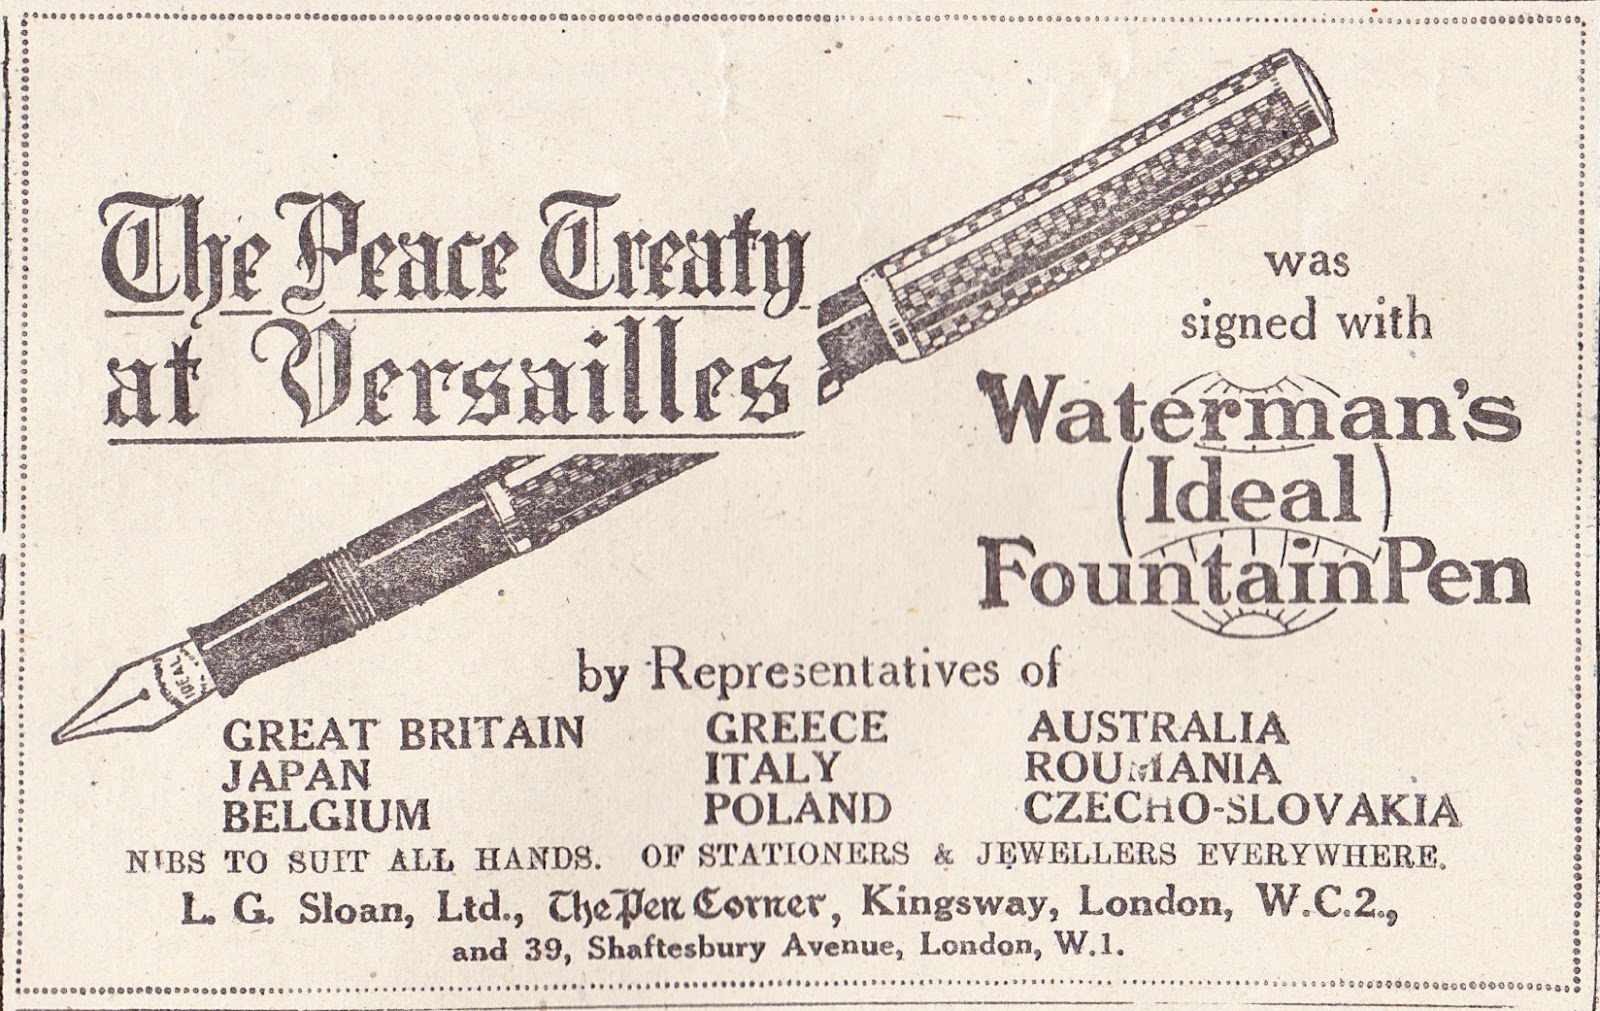 The Peace Treaty
at Versailles
was
signed with
Waterman's
(Ideal)
Fountain Pen
IDEAL
by Representatives of
GREAT BRITAIN GREECE AUSTRALIA
JAPAN ITALY ROUMANIA
BELGIUM POLAND CZECHO-SLOVAKIA
NIBS TO SUIT ALL HANDS. OF STATIONERS & JEWELLERS EVERYWHERE.
L. G. Sloan, Ltd., The Pen Corner, Kingsway, London, W.C.2.,
and 39, Shaftesbury Avenue, London, W.1.